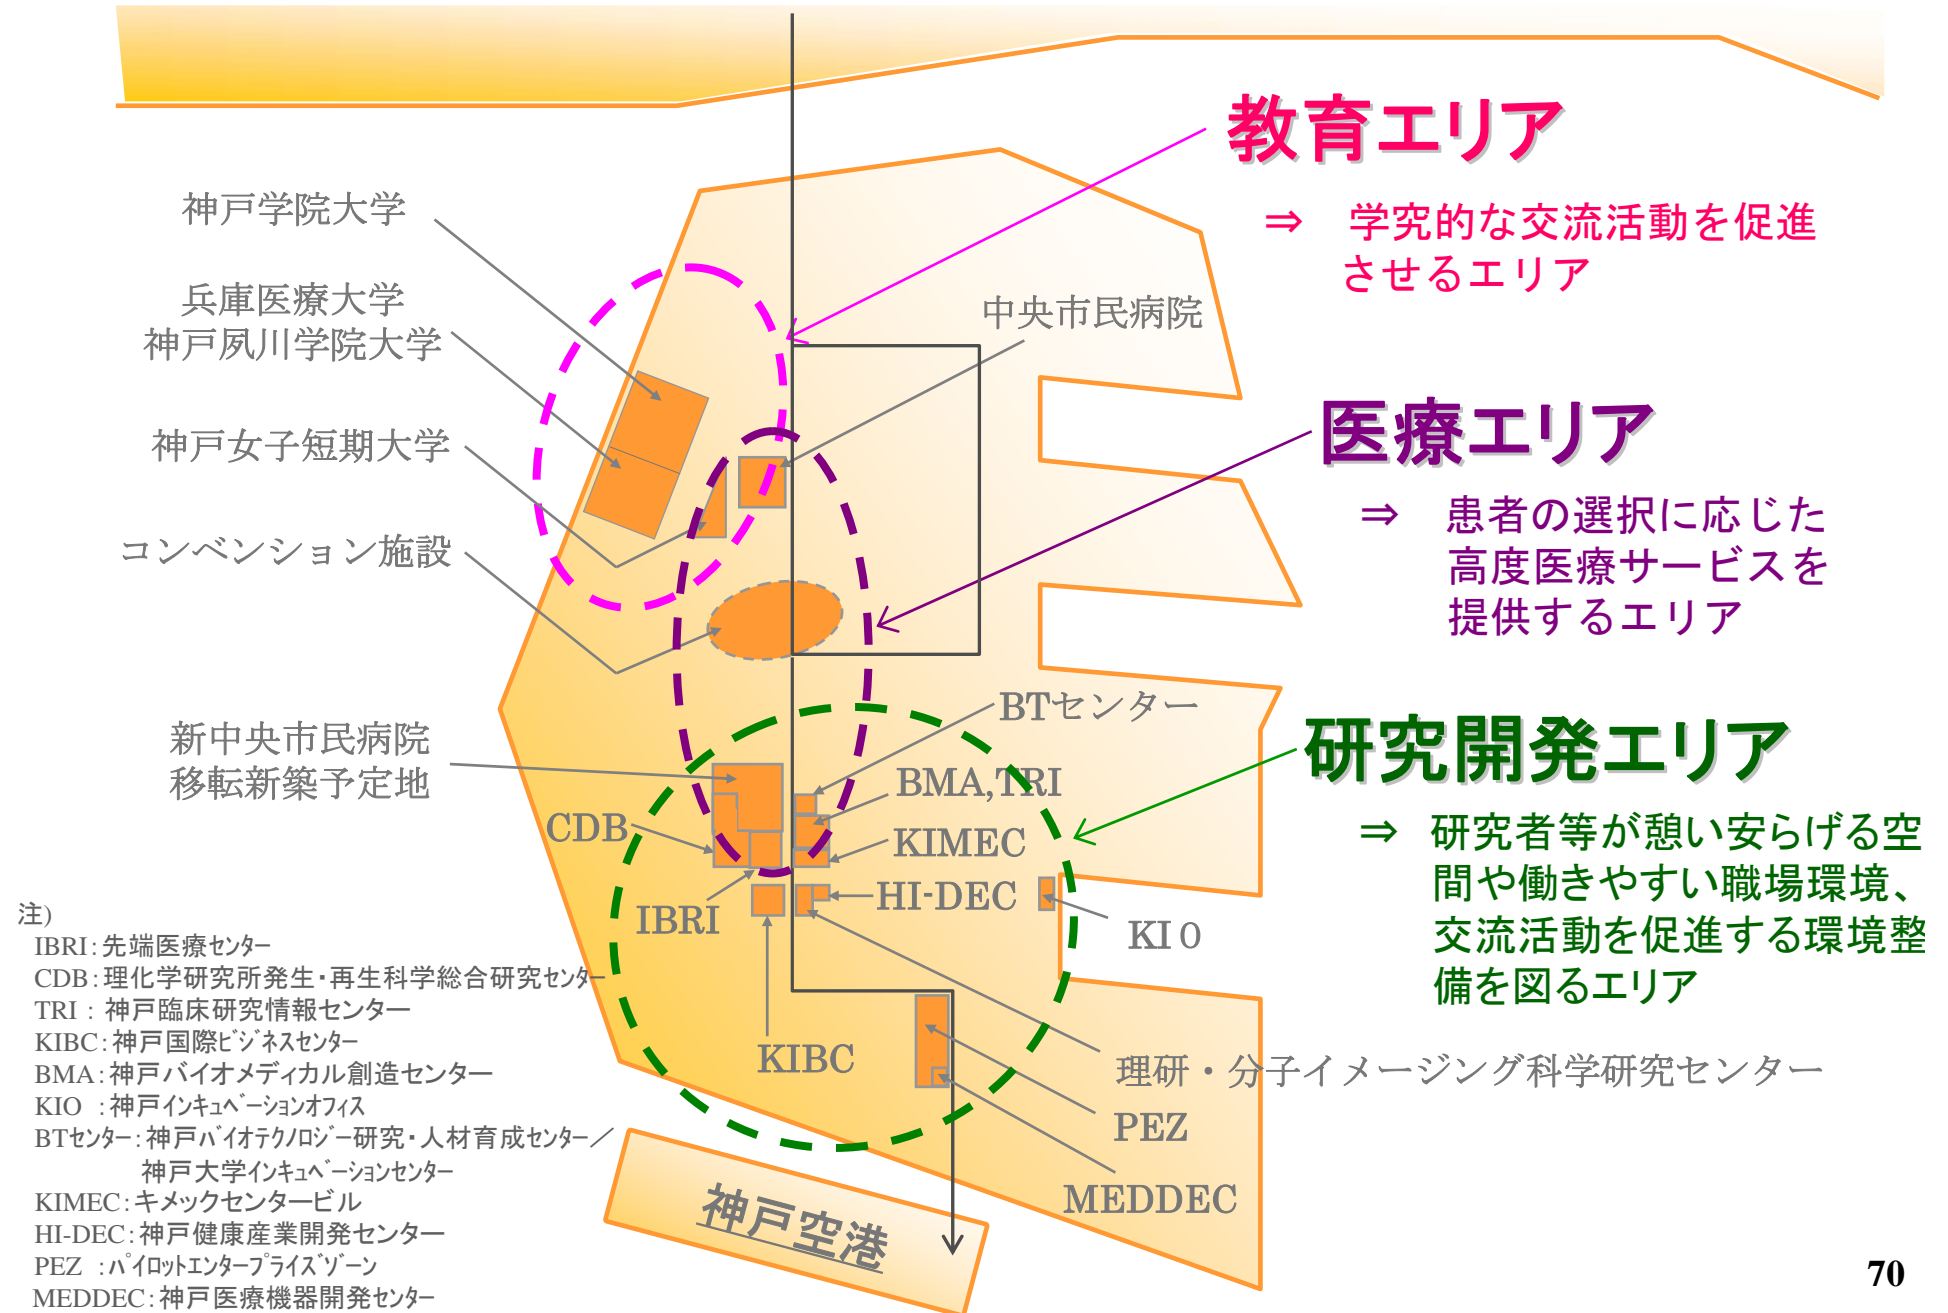 教育エリア
⇒ 学究的な交流活動を促進
させるエリア
神戸学院大学
兵庫医療大学
神戸夙川学院大学
中央市民病院
神戸女子短期大学
コンベンション施設
医療エリア
⇒ 患者の選択に応じた
高度医療サービスを
提供するエリア
新中央市民病院
移転新築予定地
BTセンター
BMA,TRI
CDB
KIMEC
IBRI
HI-DEC
KIO
研究開発エリア
⇒ 研究者等が憩い安らげる空
間や働きやすい職場環境、
交流活動を促進する環境整
備を図るエリア
KIBC
理研・分子イメージング科学研究センター
PEZ
MEDDEC
神戸空港
注)
IBRI:先端医療ｾﾝﾀｰ
CDB:理化学研究所発生・再生科学総合研究ｾﾝﾀｰ
TRI : 神戸臨床研究情報センター
KIBC:神戸国際ﾋﾞｼﾞﾈｽｾﾝﾀｰ
BMA:神戸バイオメディカル創造センター
KIO :神戸ｲﾝｷｭﾍﾞｰｼｮﾝｵﾌｨｽ
BTｾﾝﾀｰ:神戸ﾊﾞｲｵﾃｸﾉﾛｼﾞｰ研究・人材育成ｾﾝﾀｰ／
神戸大学ｲﾝｷｭﾍﾞｰｼｮﾝｾﾝﾀｰ
KIMEC:キメックセンタービル
HI-DEC:神戸健康産業開発センター
PEZ :ﾊﾟｲﾛｯﾄｴﾝﾀｰﾌﾟﾗｲｽﾞｿﾞｰﾝ
MEDDEC:神戸医療機器開発ｾﾝﾀｰ
70